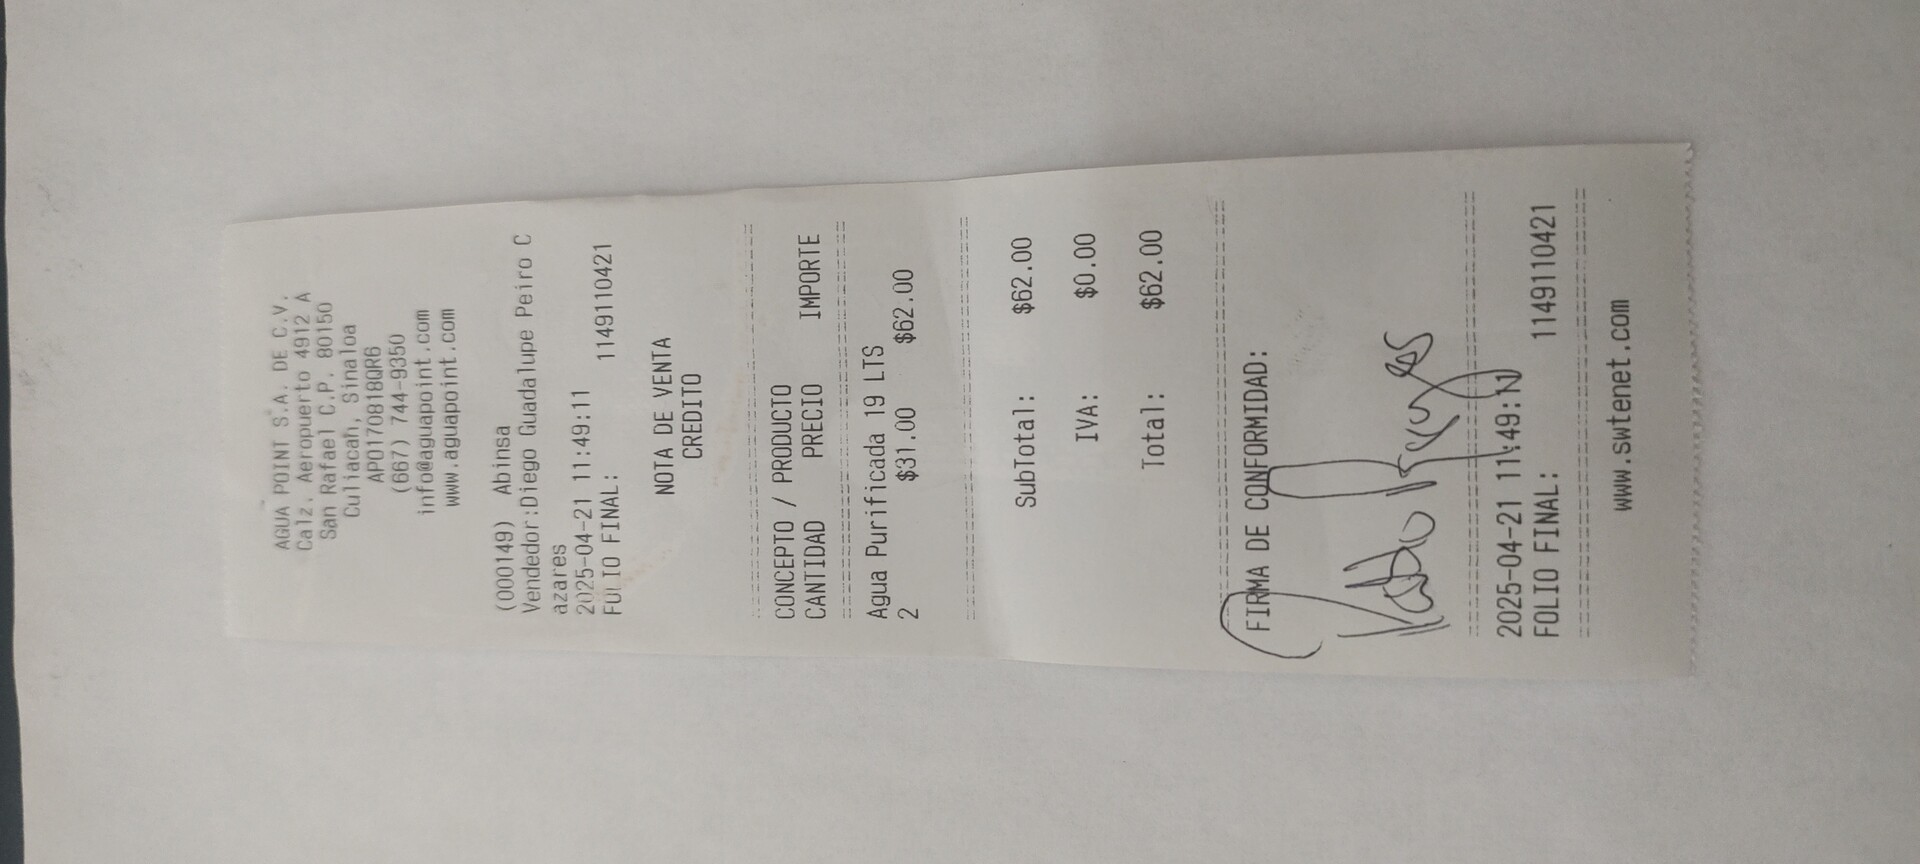 AGUA POINT S.A. DE C.V.
Calz. Aeropuerto 4912 A
San Rafael C.P. 80150
Culiacan, Sinaloa
APO170818QR6
(667) 744-9350
info@aguapoint.com
www.aguapoint.com
(000149) Abinsa
Vendedor:Diego Guadalupe Peiro C
azares
2025-04-21 11:49:11
FOLIO FINAL: 1149110421
NOTA DE VENTA
CREDITO
CONCEPTO / PRODUCTO
CANTIDAD PRECIO IMPORTE
Agua Purificada 19 LTS
2 $31.00 $62.00
SubTotal: $62.00
IVA: $0.00
Total: $62.00
FIRMA DE CONFORMIDAD:
Pablo
2025-04-21 11:49:
FOLIO FINAL: 1149110421
www.swtenet.com